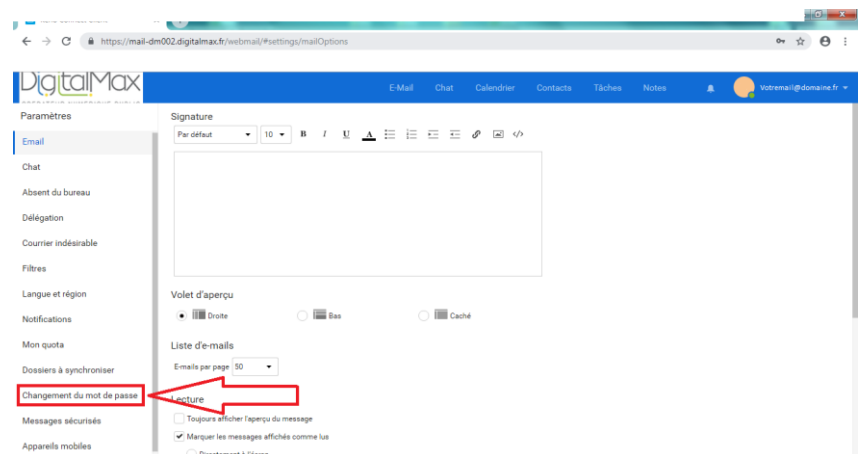 https://mail-dm002.digitalmax.fr/webmail/#settings/mailOptions
DigitalMax
E-Mail Chat Calendrier Contacts Tâches Notes Votremail@domaine.fr
Paramètres
Email
Chat
Absent du bureau
Délégation
Courrier indésirable
Filtres
Langue et région
Notifications
Mon quota
Dossiers à synchroniser
Changement du mot de passe
Messages sécurisés
Appareils mobiles
Signature
Par défaut 10 B I U A
Volet d'aperçu
Droite Bas Caché
Liste d'e-mails
E-mails par page 50
Lecture
Toujours afficher l'aperçu du message
Marquer les messages affichés comme lus